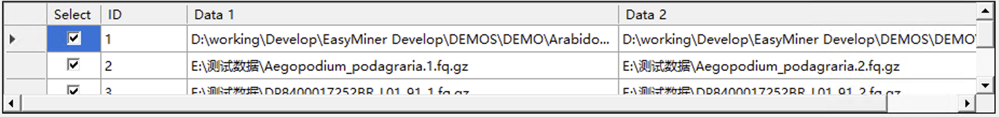 Select ID Data 1 Data 2
1 D:\working\Develop\EasyMiner Develop\DEMOS\DEMO\Arabido... D:\working\Develop\EasyMiner Develop\DEMOS\DEMO\
2 E:\测试数据\Aegopodium_podagraria.1.fq.gz E:\测试数据\Aegopodium_podagraria.2.fq.gz
3 E:\测试数据\DP8400017252BR_L01_91_1.fq.gz E:\测试数据\DP8400017252BR_L01_91_2.fq.gz